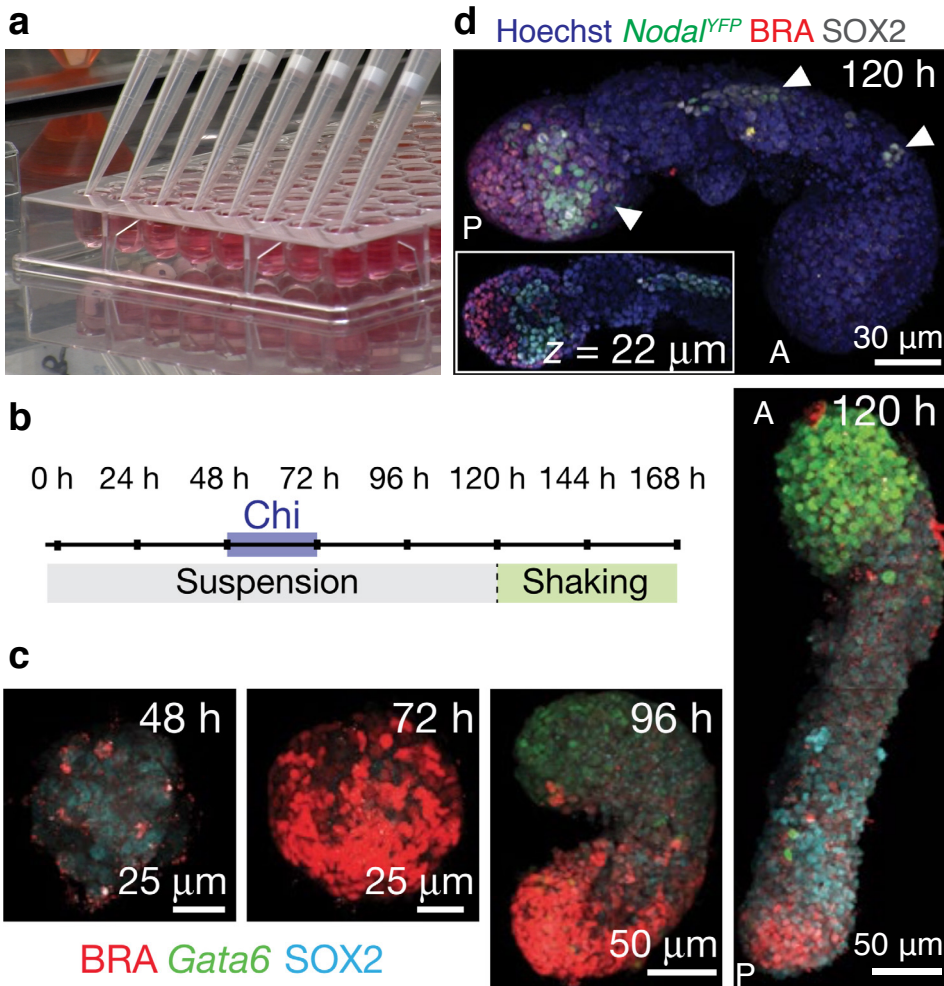 a
b
0 h 24 h 48 h 72 h 96 h 120 h 144 h 168 h
Chi
Suspension
Shaking
c
48 h
25 µm
72 h
25 µm
96 h
50 µm
120 h
A
P
50 µm
BRA Gata6 SOX2
d
Hoechst Nodal^YFP BRA SOX2
120 h
P
A
30 µm
z = 22 µm